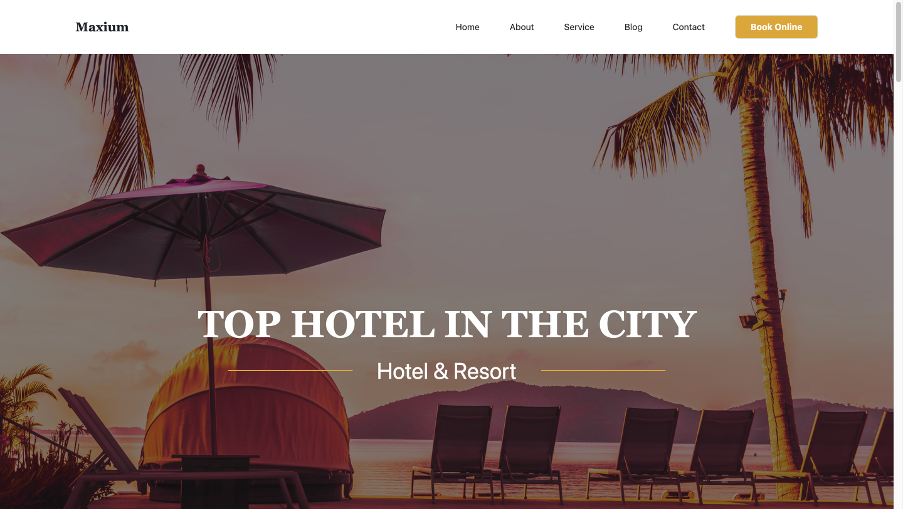 Maxium
Home About Service Blog Contact Book Online
TOP HOTEL IN THE CITY
Hotel & Resort